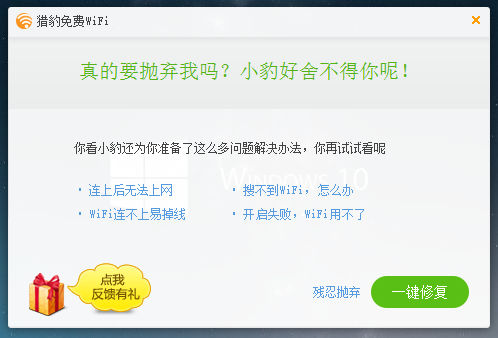 猎豹免费WiFi
真的要抛弃我吗？小豹好舍不得你呢！
你看小豹还为你准备了这么多问题解决办法，你再试试看呢
WINDOWS 10
· 连上后无法上网
· 搜不到WiFi，怎么办
· WiFi连不上易掉线
· 开启失败，WiFi用不了
点我
反馈有礼
残忍抛弃
一键修复